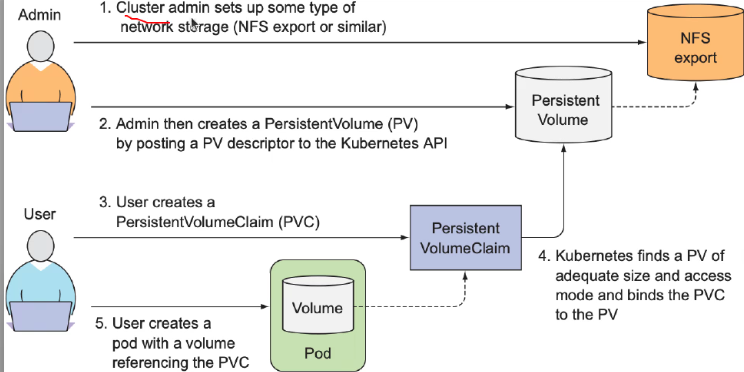 Admin
1. Cluster admin sets up some type of
network storage (NFS export or similar)
NFS
export
Persistent
Volume
2. Admin then creates a PersistentVolume (PV)
by posting a PV descriptor to the Kubernetes API
User
3. User creates a
PersistentVolumeClaim (PVC)
Persistent
VolumeClaim
4. Kubernetes finds a PV of
adequate size and access
mode and binds the PVC
to the PV
Volume
Pod
5. User creates a
pod with a volume
referencing the PVC